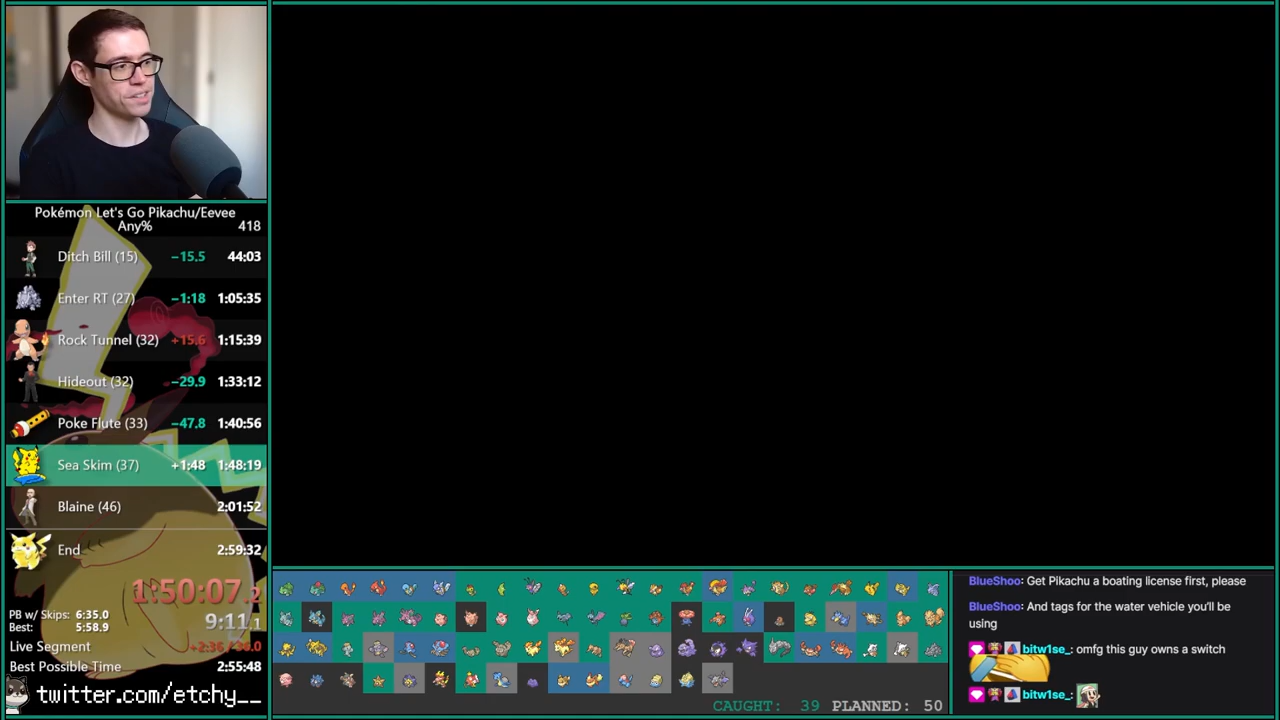 Pokémon Let's Go Pikachu/Eevee
Any% 418
Ditch Bill (15) −15.5 44:03
Enter RT (27) −1:18 1:05:35
Rock Tunnel (32) +15.6 1:15:39
Hideout (32) −29.9 1:33:12
Poke Flute (33) −47.8 1:40:56
Sea Skim (37) +1:48 1:48:19
Blaine (46) 2:01:52
End 2:59:32
1:50:07.2
PB w/ Skips: 6:35.0
Best: 5:58.9
9:11.1
Live Segment +2:36 / 36.0
Best Possible Time 2:55:48
twitter.com/etchy__
CAUGHT: 39 PLANNED: 50
BlueShoo: Get Pikachu a boating license first, please
BlueShoo: And tags for the water vehicle you'll be
using
bitw1se_: omfg this guy owns a switch
bitw1se_: